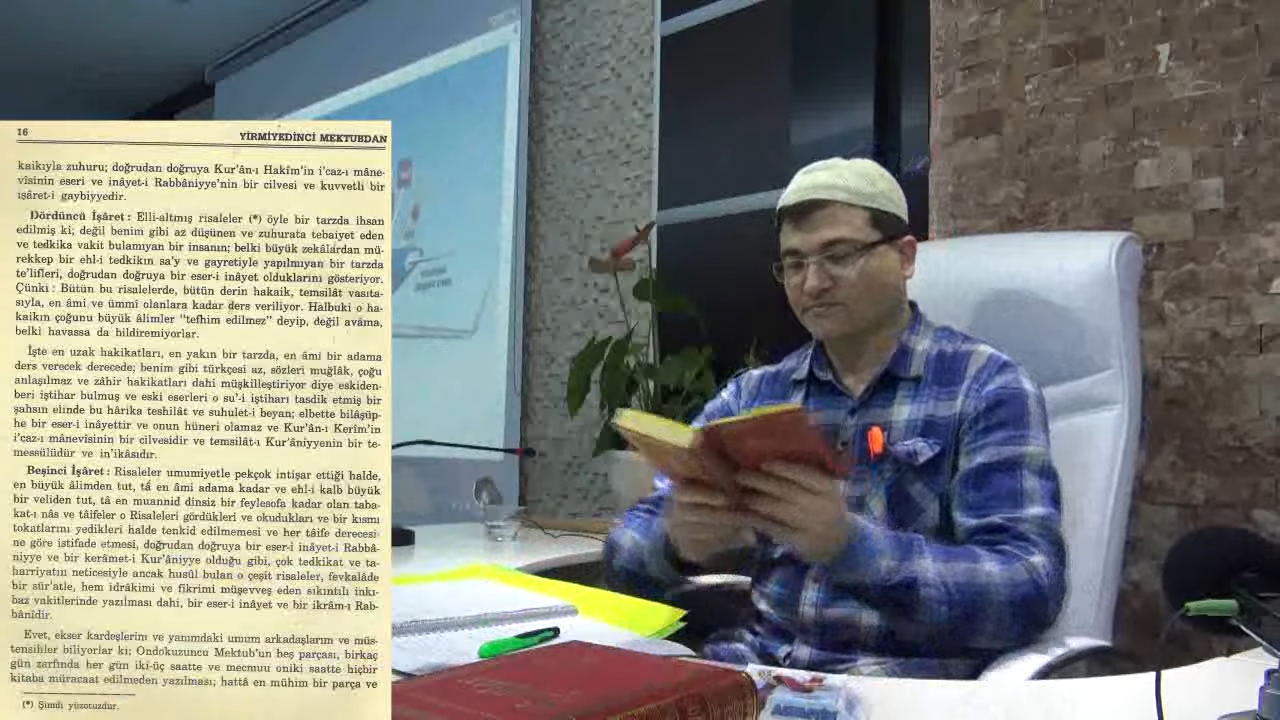 16
YİRMİYEDİNCİ MEKTUBDAN
kaikıyla zuhuru; doğrudan doğruya Kur'ân-ı Hakîm'in i'caz-ı mâne-
vîsinin eseri ve inâyet-i Rabbâniyye'nin bir cilvesi ve kuvvetli bir
işâret-i gaybiyyedir.
Dördüncü İşâret : Elli-altmış risaleler (*) öyle bir tarzda ihsan
edilmiş ki; değil benim gibi az düşünen ve zuhurata tebaiyet eden
ve tedkika vakit bulamıyan bir insanın; belki büyük zekâlardan mü-
rekkep bir ehl-i tedkikın sa'y ve gayretiyle yapılmıyan bir tarzda
te'lifleri, doğrudan doğruya bir eser-i inâyet olduklarını gösteriyor.
Çünki : Bütün bu risalelerde, bütün derin hakaik, temsilât vasıta-
sıyla, en âmi ve ümmî olanlara kadar ders veriliyor. Halbuki o ha-
kaikın çoğunu büyük âlimler "tefhim edilmez" deyip, değil avâma,
belki havassa da bildiremiyorlar.
İşte en uzak hakikatları, en yakın bir tarzda, en âmi bir adama
ders verecek derecede; benim gibi türkçesi az, sözleri muğlâk, çoğu
anlaşılmaz ve zâhir hakikatları dahi müşkilleştiriyor diye eskiden-
beri iştihar bulmuş ve eski eserleri o su'-i iştiharı tasdik etmiş bir
şahsın elinde bu hârika teshilât ve suhulet-i beyan; elbette bilâşüp-
he bir eser-i inâyettir ve onun hüneri olamaz ve Kur'ân-ı Kerîm'in
i'caz-ı mânevîsinin bir cilvesidir ve temsilât-ı Kur'âniyyenin bir te-
messülüdür ve in'ikâsıdır.
Beşinci İşâret : Risaleler umumiyetle pekçok intişar ettiği halde,
en büyük âlimden tut, tâ en âmi adama kadar ve ehl-i kalb büyük
bir veliden tut, tâ en muannid dinsiz bir feylesofa kadar olan taba-
kat-ı nâs ve tâifeler o Risaleleri gördükleri ve okudukları ve bir kısmı
tokatlarını yedikleri halde tenkid edilmemesi ve her tâife derecesi-
ne göre istifade etmesi, doğrudan doğruya bir eser-i inâyet-i Rabbâ-
niyye ve bir kerâmet-i Kur'âniyye olduğu gibi, çok tedkikat ve ta-
harriyatın neticesiyle ancak husûl bulan o çeşit risaleler, fevkalâde
bir sür'atle, hem idrâkimi ve fikrimi müşevveş eden sıkıntılı inkı-
baz vakitlerinde yazılması dahi, bir eser-i inâyet ve bir ikrâm-ı Rab-
bânîdir.
Evet, ekser kardeşlerim ve yanımdaki umum arkadaşlarım ve müs-
tensihler biliyorlar ki; Ondokuzuncu Mektub'un beş parçası, birkaç
gün zarfında her gün iki-üç saatte ve mecmuu oniki saatte hiçbir
kitaba müracaat edilmeden yazılması; hattâ en mühim bir parça ve
(*) Şimdi yüzotuzdur.